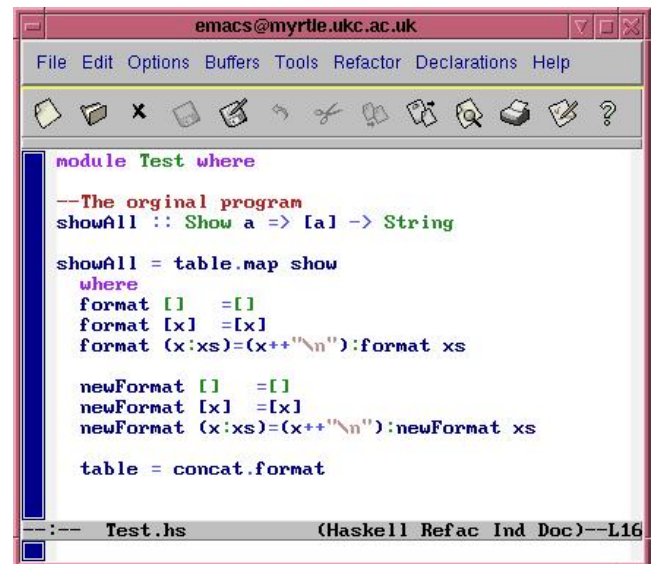 emacs@myrtle.ukc.ac.uk
File Edit Options Buffers Tools Refactor Declarations Help
module Test where
--The orginal program
showAll :: Show a => [a] -> String
showAll = table.map show
where
format [] =[]
format [x] =[x]
format (x:xs)=(x++"\n"):format xs
newFormat [] =[]
newFormat [x] =[x]
newFormat (x:xs)=(x++"\n"):newFormat xs
table = concat.format
--:-- Test.hs (Haskell Refac Ind Doc)--L16